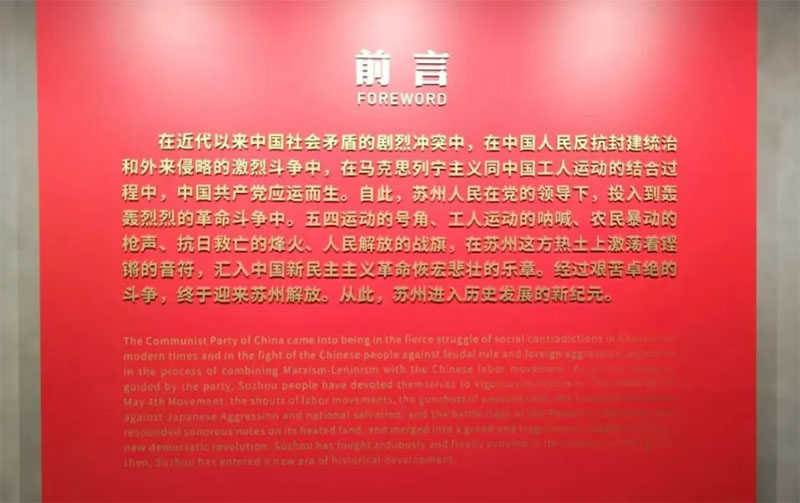 前言
FOREWORD
在近代以来中国社会矛盾的剧烈冲突中，在中国人民反抗封建统治
和外来侵略的激烈斗争中，在马克思列宁主义同中国工人运动的结合过
程中，中国共产党应运而生。自此，苏州人民在党的领导下，投入到轰
轰烈烈的革命斗争中。五四运动的号角、工人运动的呐喊、农民暴动的
枪声、抗日救亡的烽火、人民解放的战旗，在苏州这方热土上激荡着铿
锵的音符，汇入中国新民主主义革命恢宏悲壮的乐章。经过艰苦卓绝的
斗争，终于迎来苏州解放。从此，苏州进入历史发展的新纪元。
The Communist Party of China came into being in the fierce struggle of social contradictions in
modern times and in the fight of the Chinese people against feudal rule and foreign aggression,
in the process of combining Marxism-Leninism with the Chinese labor movement.
guided by the party, Suzhou people have devoted themselves to vigorous
May 4th Movement, the shouts of labor movements, the gunshots of peasant
against Japanese Aggression and national salvation, and the battle flags of the
resounded sonorous notes on its heated land, and merged into a grand and
new democratic revolution. Suzhou has fought arduously and finally ushered in its
then, Suzhou has entered a new era of historical development.